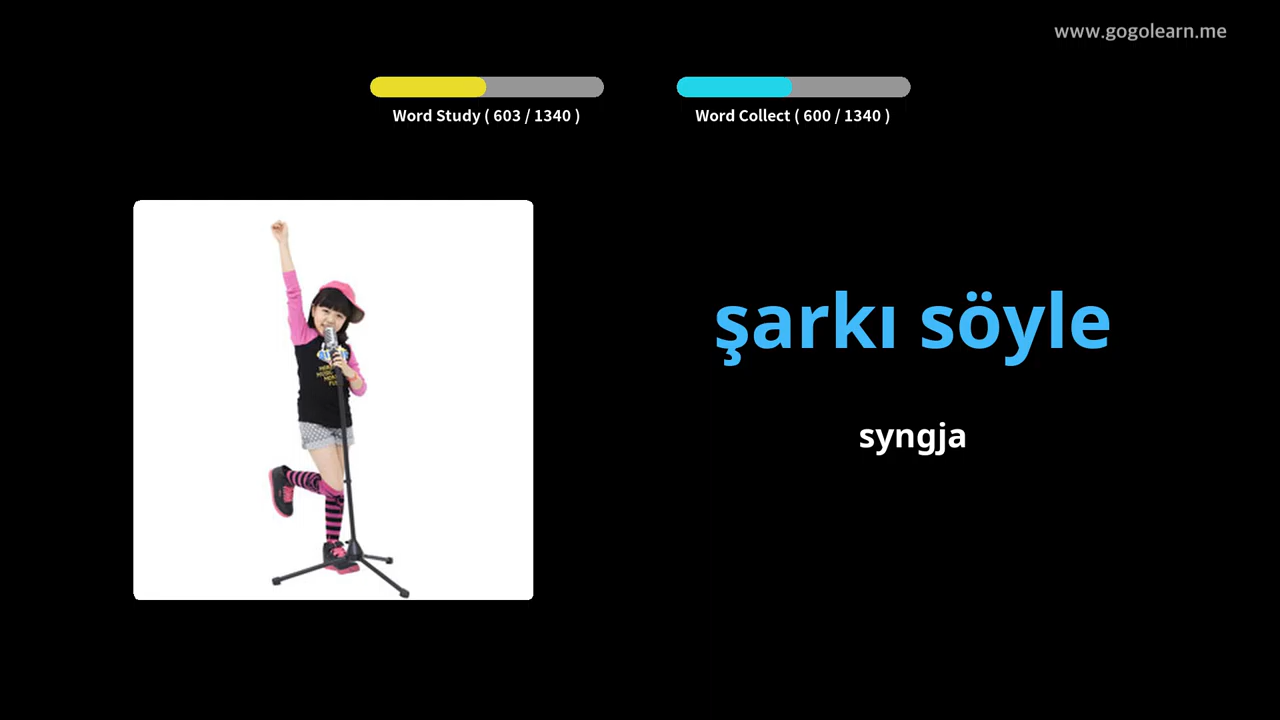 www.gogolearn.me
Word Study ( 603 / 1340 )
Word Collect ( 600 / 1340 )
şarkı söyle
syngja